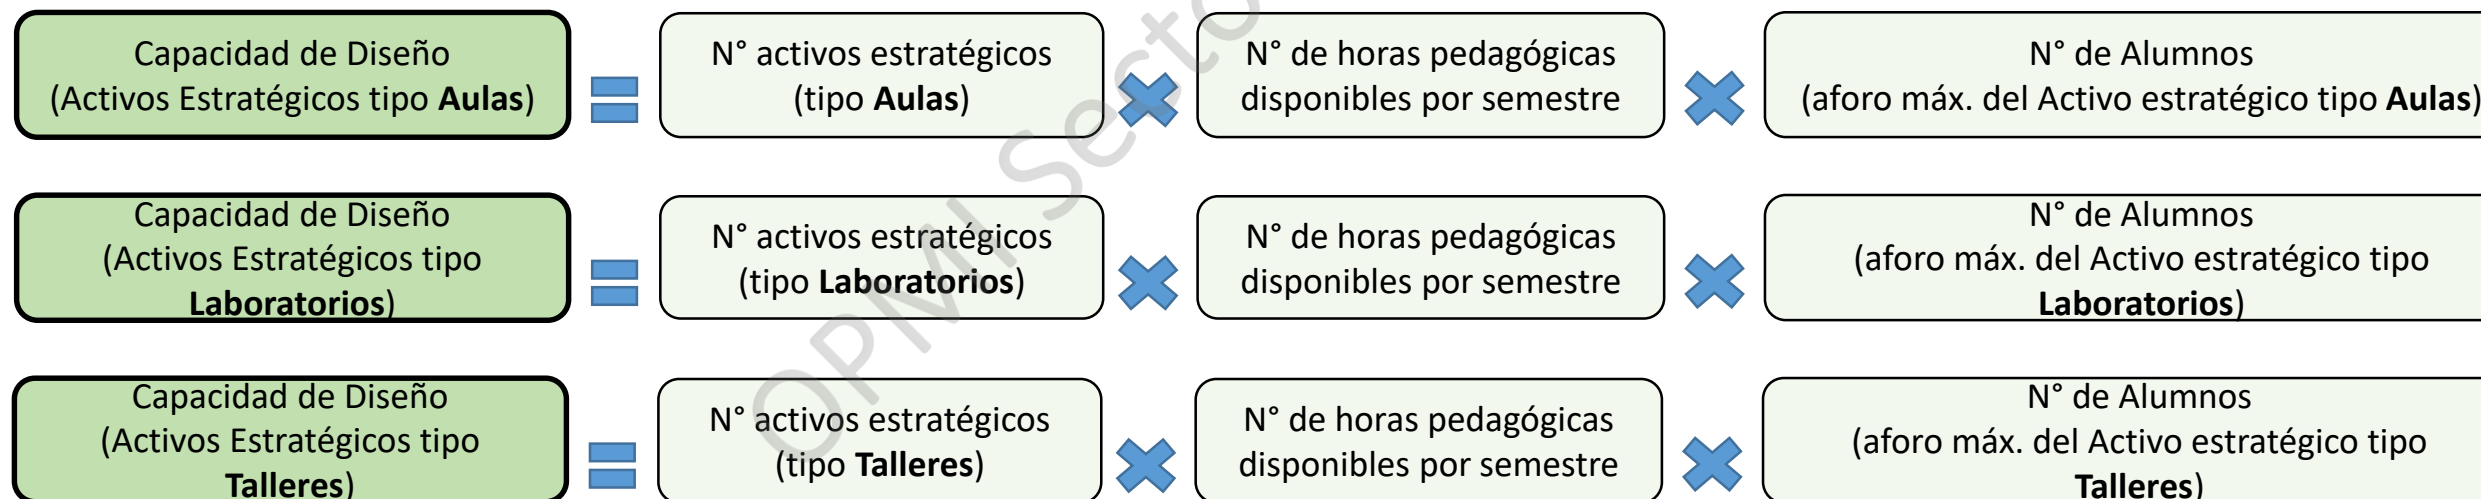 Capacidad de Diseño
(Activos Estratégicos tipo Aulas)
N° activos estratégicos
(tipo Aulas)
N° de horas pedagógicas
disponibles por semestre
N° de Alumnos
(aforo máx. del Activo estratégico tipo Aulas)
Capacidad de Diseño
(Activos Estratégicos tipo
Laboratorios)
N° activos estratégicos
(tipo Laboratorios)
N° de horas pedagógicas
disponibles por semestre
N° de Alumnos
(aforo máx. del Activo estratégico tipo
Laboratorios)
Capacidad de Diseño
(Activos Estratégicos tipo
Talleres)
N° activos estratégicos
(tipo Talleres)
N° de horas pedagógicas
disponibles por semestre
N° de Alumnos
(aforo máx. del Activo estratégico tipo
Talleres)
OPMI Secto